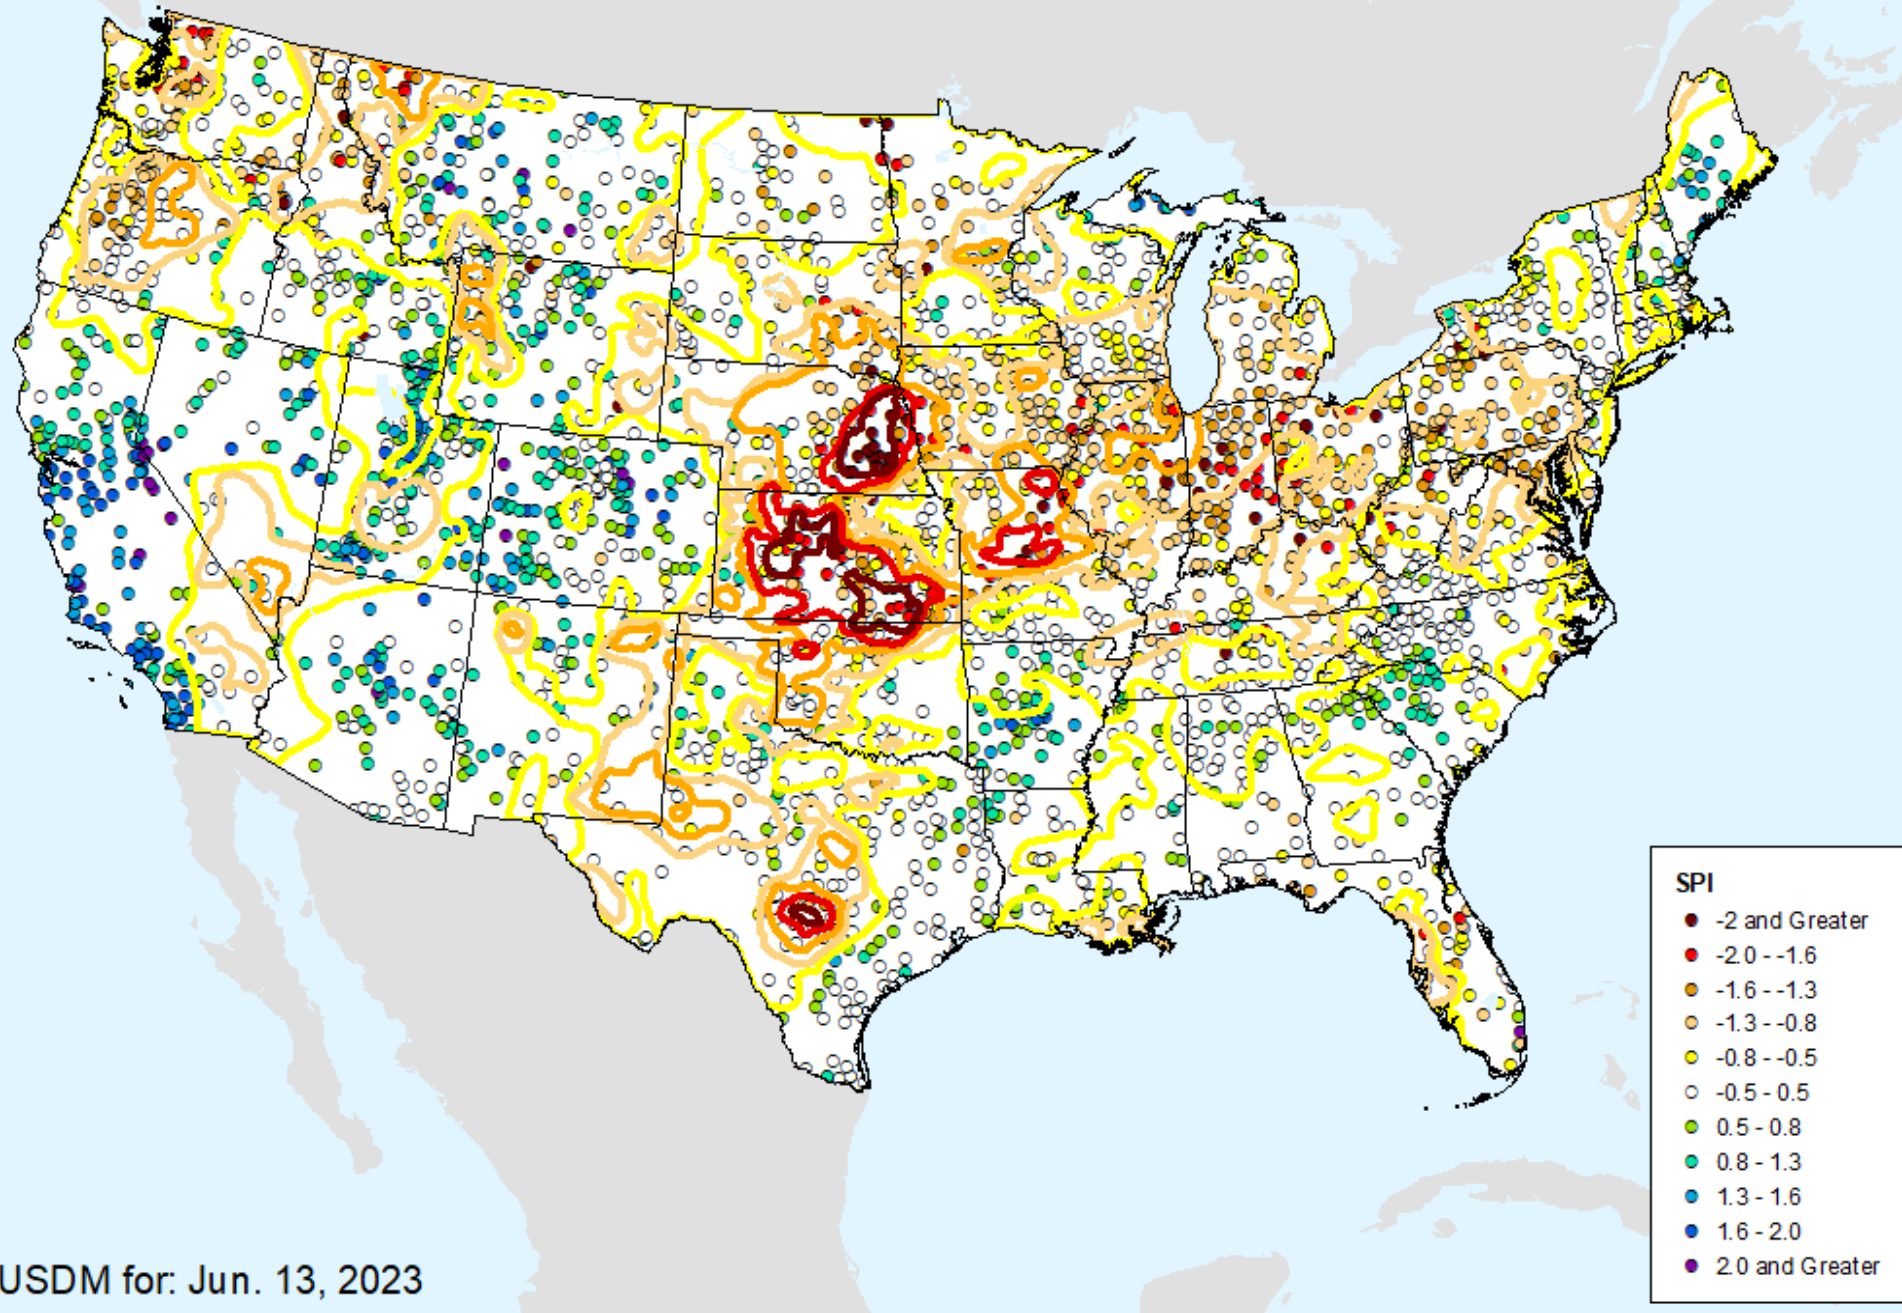 SPI
-2 and Greater
-2.0 - -1.6
-1.6 - -1.3
-1.3 - -0.8
-0.8 - -0.5
-0.5 - 0.5
0.5 - 0.8
0.8 - 1.3
1.3 - 1.6
1.6 - 2.0
2.0 and Greater
USDM for: Jun. 13, 2023